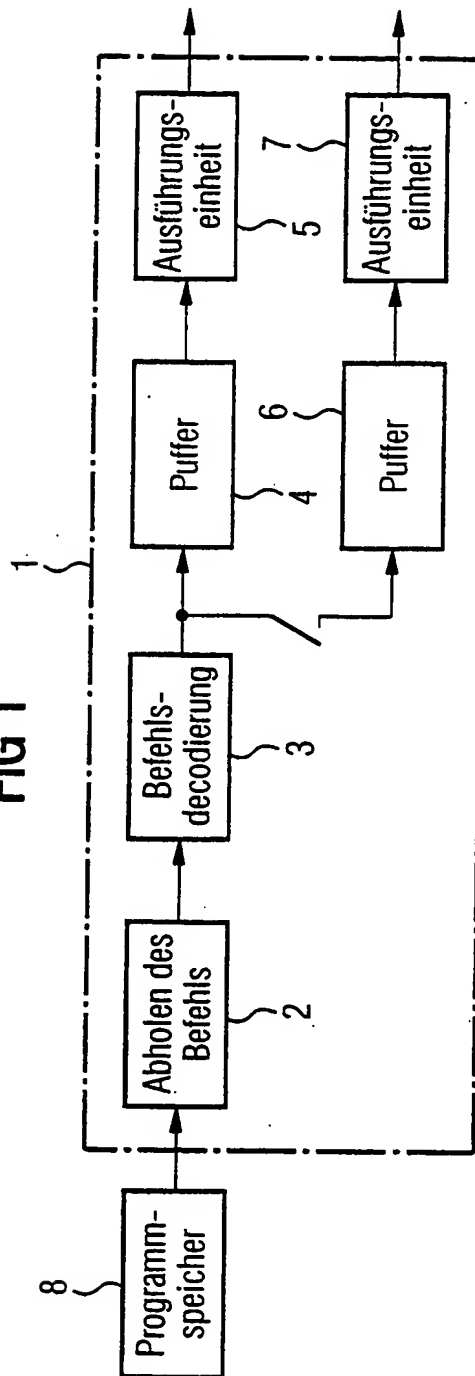 FIG 1
1
8
Programm-
speicher
Abholen des
Befehls
2
Befehls-
decodierung
3
Puffer
4
Ausführungs-
einheit
5
Puffer
6
Ausführungs-
einheit
7